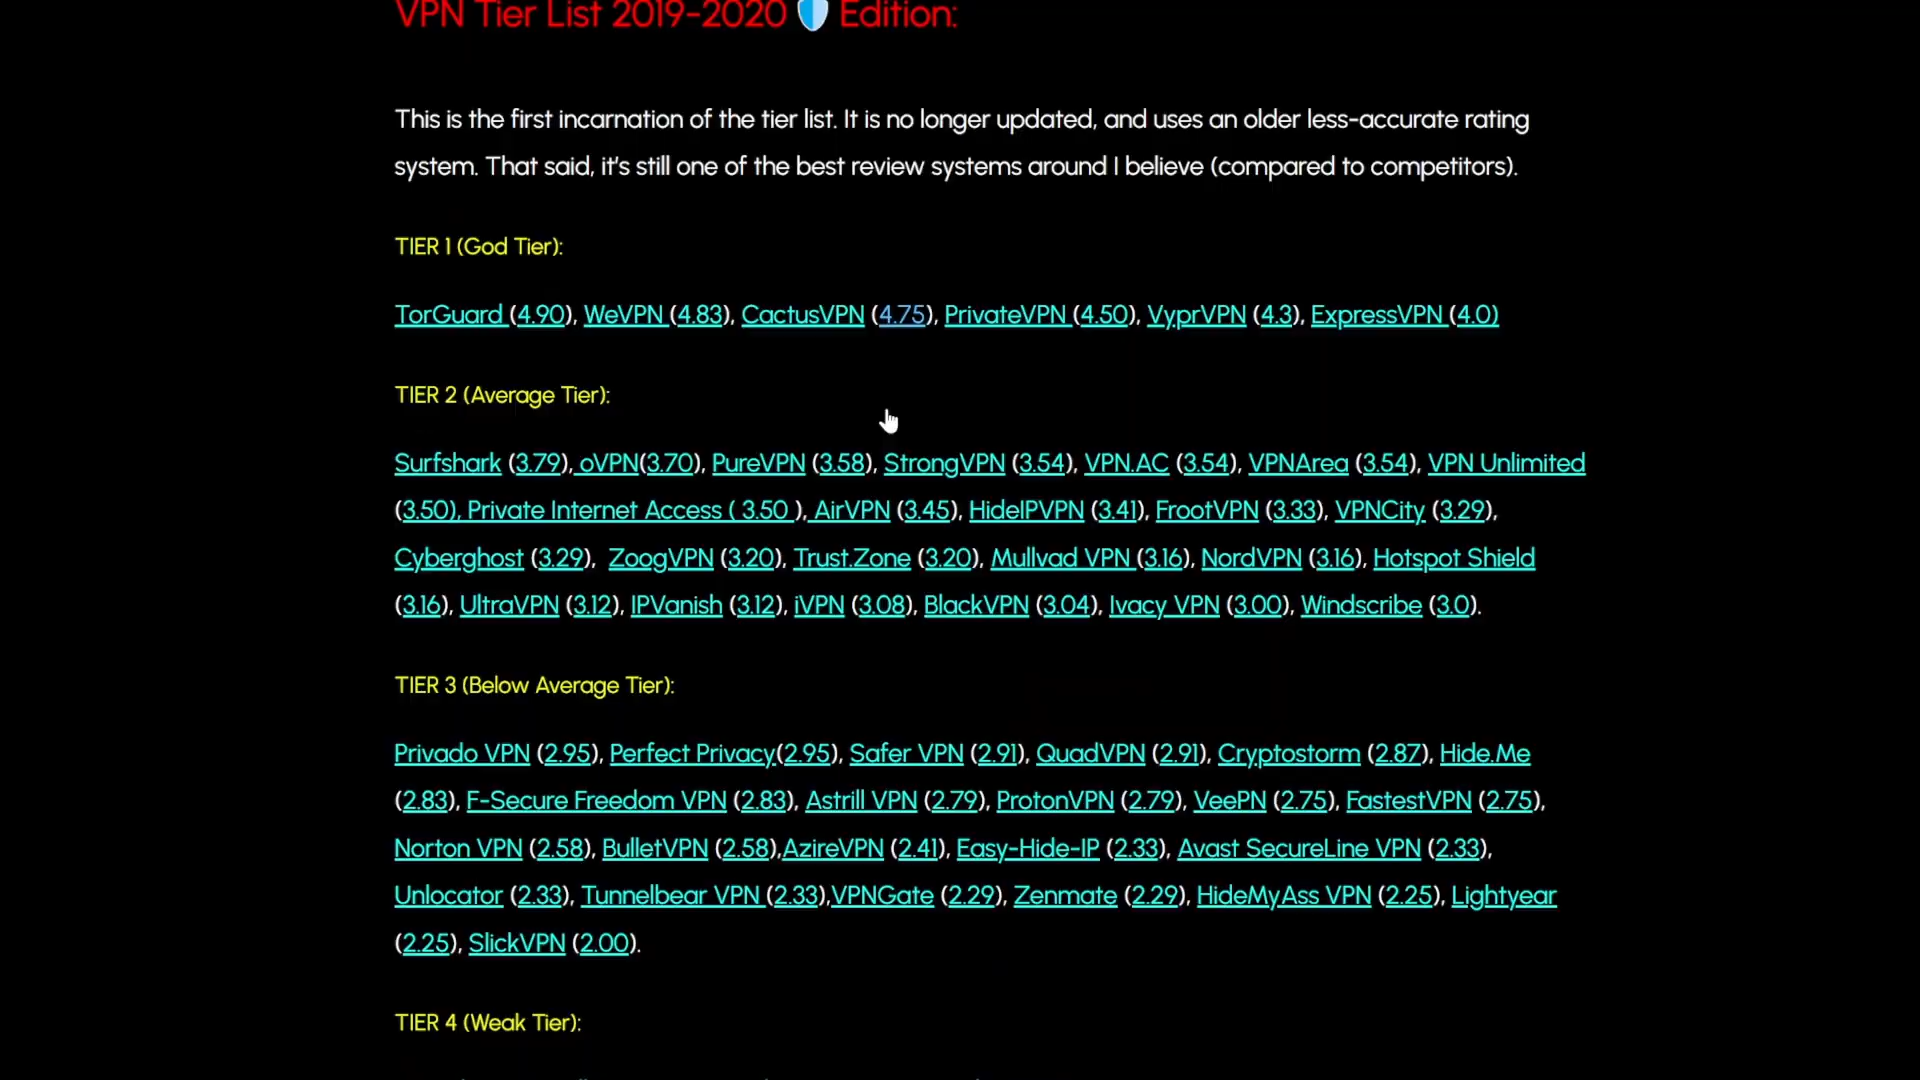 VPN Tier List 2019-2020 🛡️ Edition:
This is the first incarnation of the tier list. It is no longer updated, and uses an older less-accurate rating
system. That said, it's still one of the best review systems around I believe (compared to competitors).
TIER 1 (God Tier):
TorGuard (4.90), WeVPN (4.83), CactusVPN (4.75), PrivateVPN (4.50), VyprVPN (4.3), ExpressVPN (4.0)
TIER 2 (Average Tier):
Surfshark (3.79), oVPN(3.70), PureVPN (3.58), StrongVPN (3.54), VPN.AC (3.54), VPNArea (3.54), VPN Unlimited
(3.50), Private Internet Access ( 3.50 ), AirVPN (3.45), HideIPVPN (3.41), FrootVPN (3.33), VPNCity (3.29),
Cyberghost (3.29), ZoogVPN (3.20), Trust.Zone (3.20), Mullvad VPN (3.16), NordVPN (3.16), Hotspot Shield
(3.16), UltraVPN (3.12), IPVanish (3.12), iVPN (3.08), BlackVPN (3.04), Ivacy VPN (3.00), Windscribe (3.0).
TIER 3 (Below Average Tier):
Privado VPN (2.95), Perfect Privacy(2.95), Safer VPN (2.91), QuadVPN (2.91), Cryptostorm (2.87), Hide.Me
(2.83), F-Secure Freedom VPN (2.83), Astrill VPN (2.79), ProtonVPN (2.79), VeePN (2.75), FastestVPN (2.75),
Norton VPN (2.58), BulletVPN (2.58),AzireVPN (2.41), Easy-Hide-IP (2.33), Avast SecureLine VPN (2.33),
Unlocator (2.33), Tunnelbear VPN (2.33),VPNGate (2.29), Zenmate (2.29), HideMyAss VPN (2.25), Lightyear
(2.25), SlickVPN (2.00).
TIER 4 (Weak Tier):